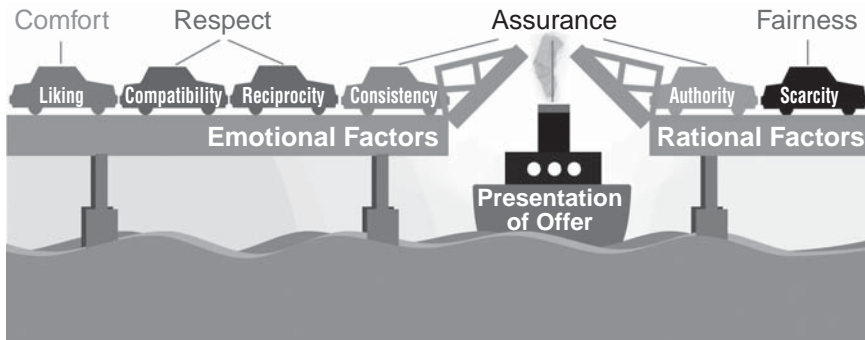 Comfort Respect Assurance Fairness
Liking Compatibility Reciprocity Consistency Authority Scarcity
Emotional Factors Rational Factors
Presentation
of Offer